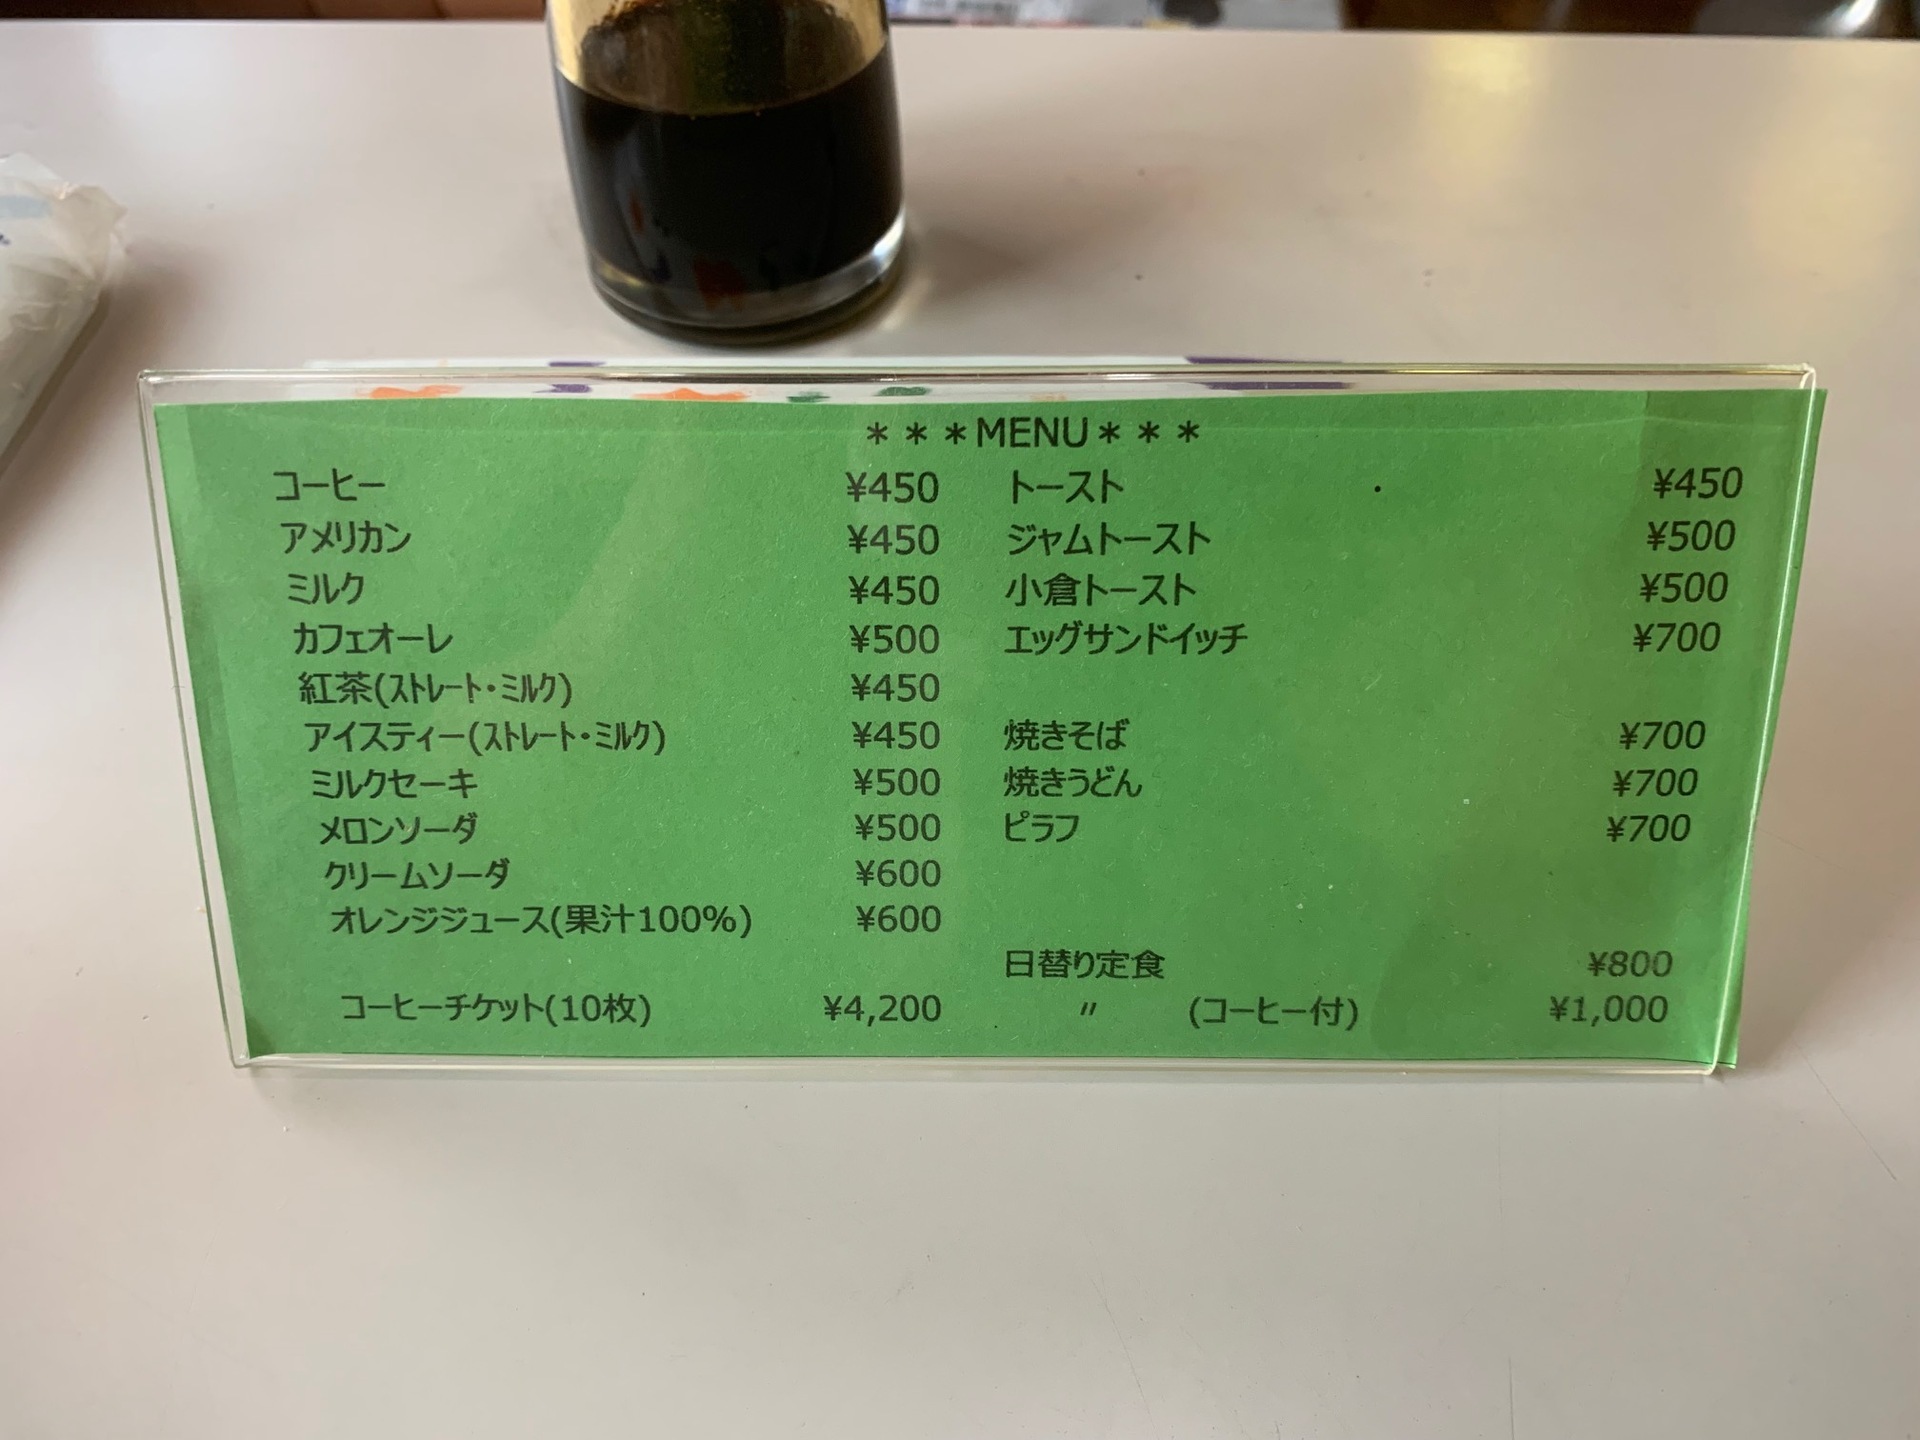 ＊＊＊MENU＊＊＊
コーヒー ¥450
アメリカン ¥450
ミルク ¥450
カフェオーレ ¥500
紅茶(ｽﾄﾚｰﾄ・ﾐﾙｸ) ¥450
アイスティー(ｽﾄﾚｰﾄ・ﾐﾙｸ) ¥450
ミルクセーキ ¥500
メロンソーダ ¥500
クリームソーダ ¥600
オレンジジュース(果汁100%) ¥600
コーヒーチケット(10枚) ¥4,200
トースト ¥450
ジャムトースト ¥500
小倉トースト ¥500
エッグサンドイッチ ¥700
焼きそば ¥700
焼きうどん ¥700
ピラフ ¥700
日替り定食 ¥800
〃 (コーヒー付) ¥1,000